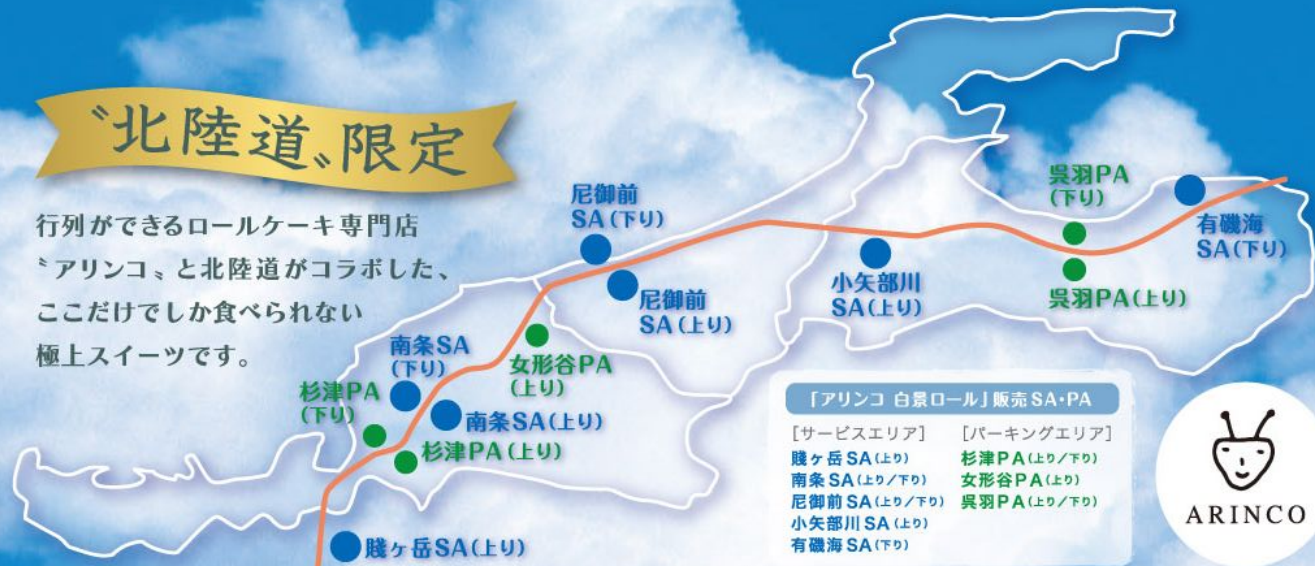 〝北陸道〟限定
行列ができるロールケーキ専門店
〝アリンコ〟と北陸道がコラボした、
ここだけでしか食べられない
極上スイーツです。
尼御前
SA(下り)
尼御前
SA(上り)
呉羽PA
(下り)
有磯海
SA(下り)
小矢部川
SA(上り)
呉羽PA(上り)
南条SA
(下り)
女形谷PA
(上り)
杉津PA
(下り)
南条SA(上り)
杉津PA(上り)
賤ヶ岳SA(上り)
「アリンコ 白景ロール」販売SA・PA
[サービスエリア]
賤ヶ岳SA(上り)
南条SA(上り/下り)
尼御前SA(上り/下り)
小矢部川SA(上り)
有磯海SA(下り)
[パーキングエリア]
杉津PA(上り/下り)
女形谷PA(上り)
呉羽PA(上り/下り)
ARINCO